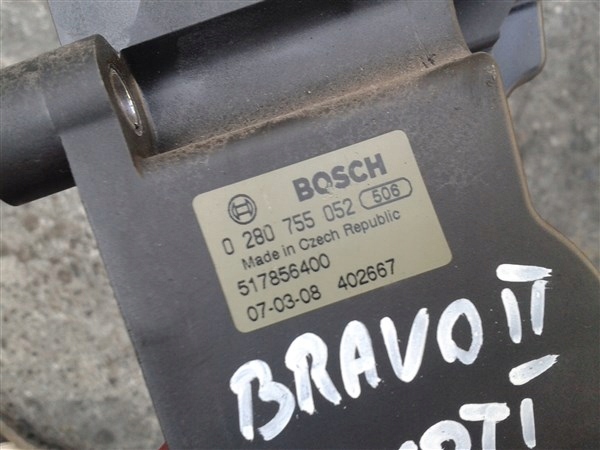 BOSCH
0 280 755 052 506
Made in Czech Republic
517856400
07-03-08 402667
BRAVO II